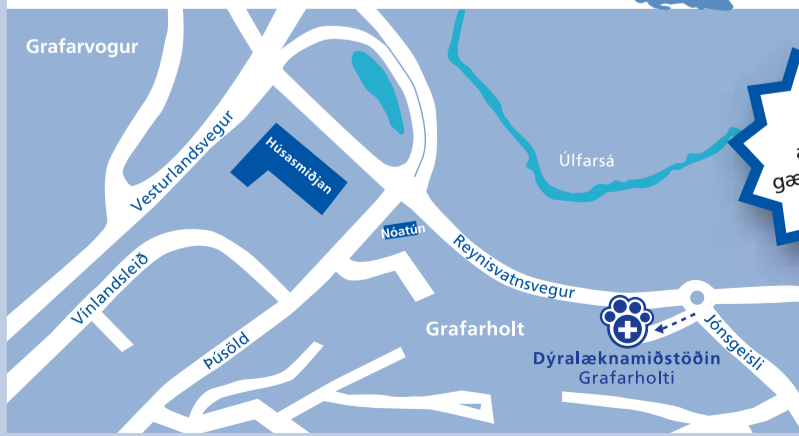 Grafarvogur
Vesturlandsvegur
Húsasmiðjan
Úlfarsá
Nóatún
Reynisvatnsvegur
Vínlandsleið
Þúsöld
Grafarholt
Jónsgeisli
Dýralæknamiðstöðin
Grafarholti